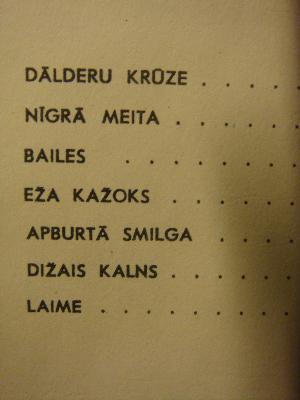 DĀLDERU KRŪZE . . . . .
NĪGRĀ MEITA . . . . . .
BAILES . . . . . . . .
EŽA KAŽOKS . . . . . .
APBURTĀ SMILGA . . . .
DIŽAIS KALNS . . . . . .
LAIME . . . . . . . . .